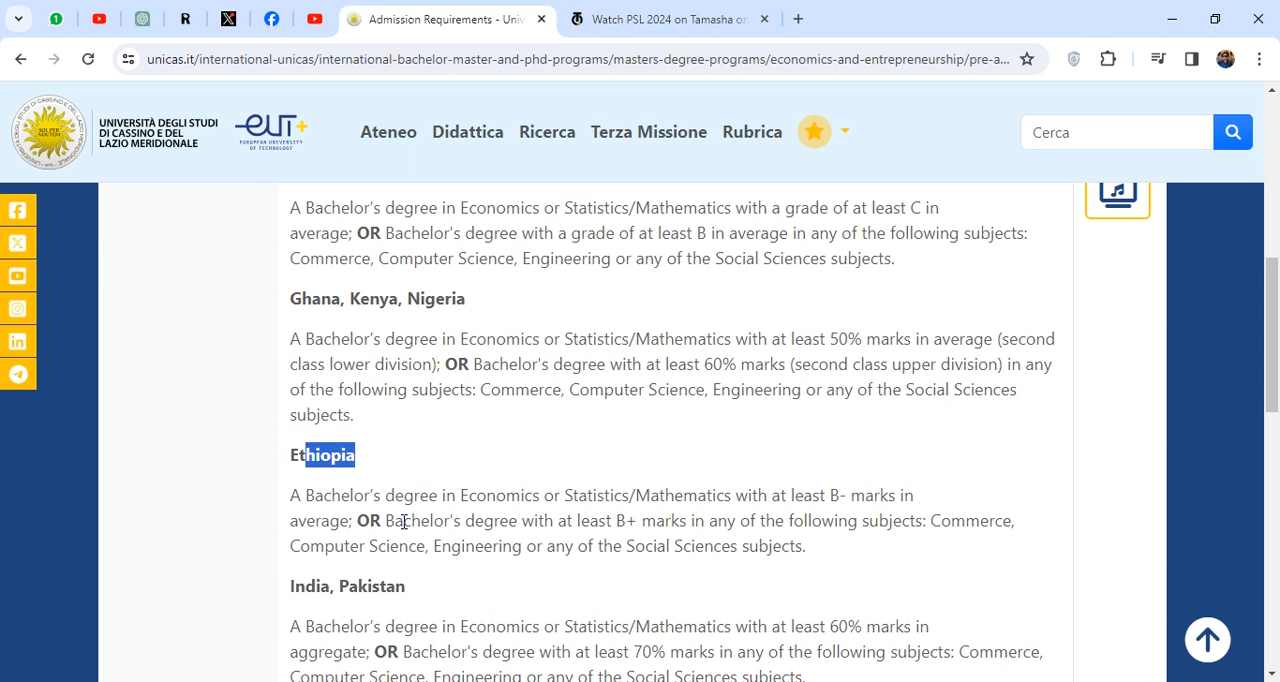 1
Admission Requirements - Univ
Watch PSL 2024 on Tamasha on
unicas.it/international-unicas/international-bachelor-master-and-phd-programs/masters-degree-programs/economics-and-entrepreneurship/pre-a...
UNIVERSITÀ DEGLI STUDI
DI CASSINO E DEL
LAZIO MERIDIONALE
EUT+
EUROPEAN UNIVERSITY
OF TECHNOLOGY
Ateneo Didattica Ricerca Terza Missione Rubrica
Cerca
A Bachelor's degree in Economics or Statistics/Mathematics with a grade of at least C in
average; OR Bachelor's degree with a grade of at least B in average in any of the following subjects:
Commerce, Computer Science, Engineering or any of the Social Sciences subjects.
Ghana, Kenya, Nigeria
A Bachelor's degree in Economics or Statistics/Mathematics with at least 50% marks in average (second
class lower division); OR Bachelor's degree with at least 60% marks (second class upper division) in any
of the following subjects: Commerce, Computer Science, Engineering or any of the Social Sciences
subjects.
Ethiopia
A Bachelor's degree in Economics or Statistics/Mathematics with at least B- marks in
average; OR Bachelor's degree with at least B+ marks in any of the following subjects: Commerce,
Computer Science, Engineering or any of the Social Sciences subjects.
India, Pakistan
A Bachelor's degree in Economics or Statistics/Mathematics with at least 60% marks in
aggregate; OR Bachelor's degree with at least 70% marks in any of the following subjects: Commerce,
Computer Science, Engineering or any of the Social Sciences subjects.